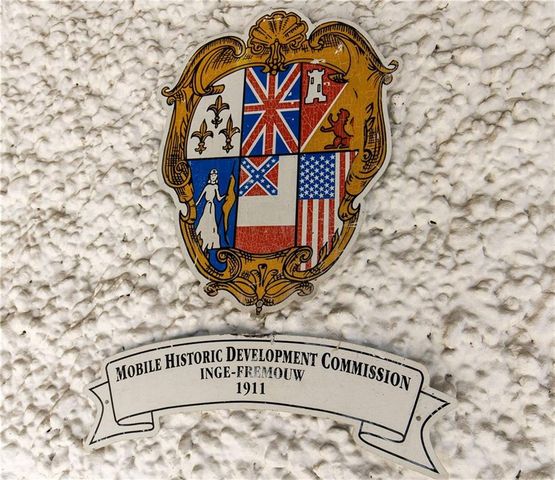 MOBILE HISTORIC DEVELOPMENT COMMISSION
INGE-FREMOUW
1911